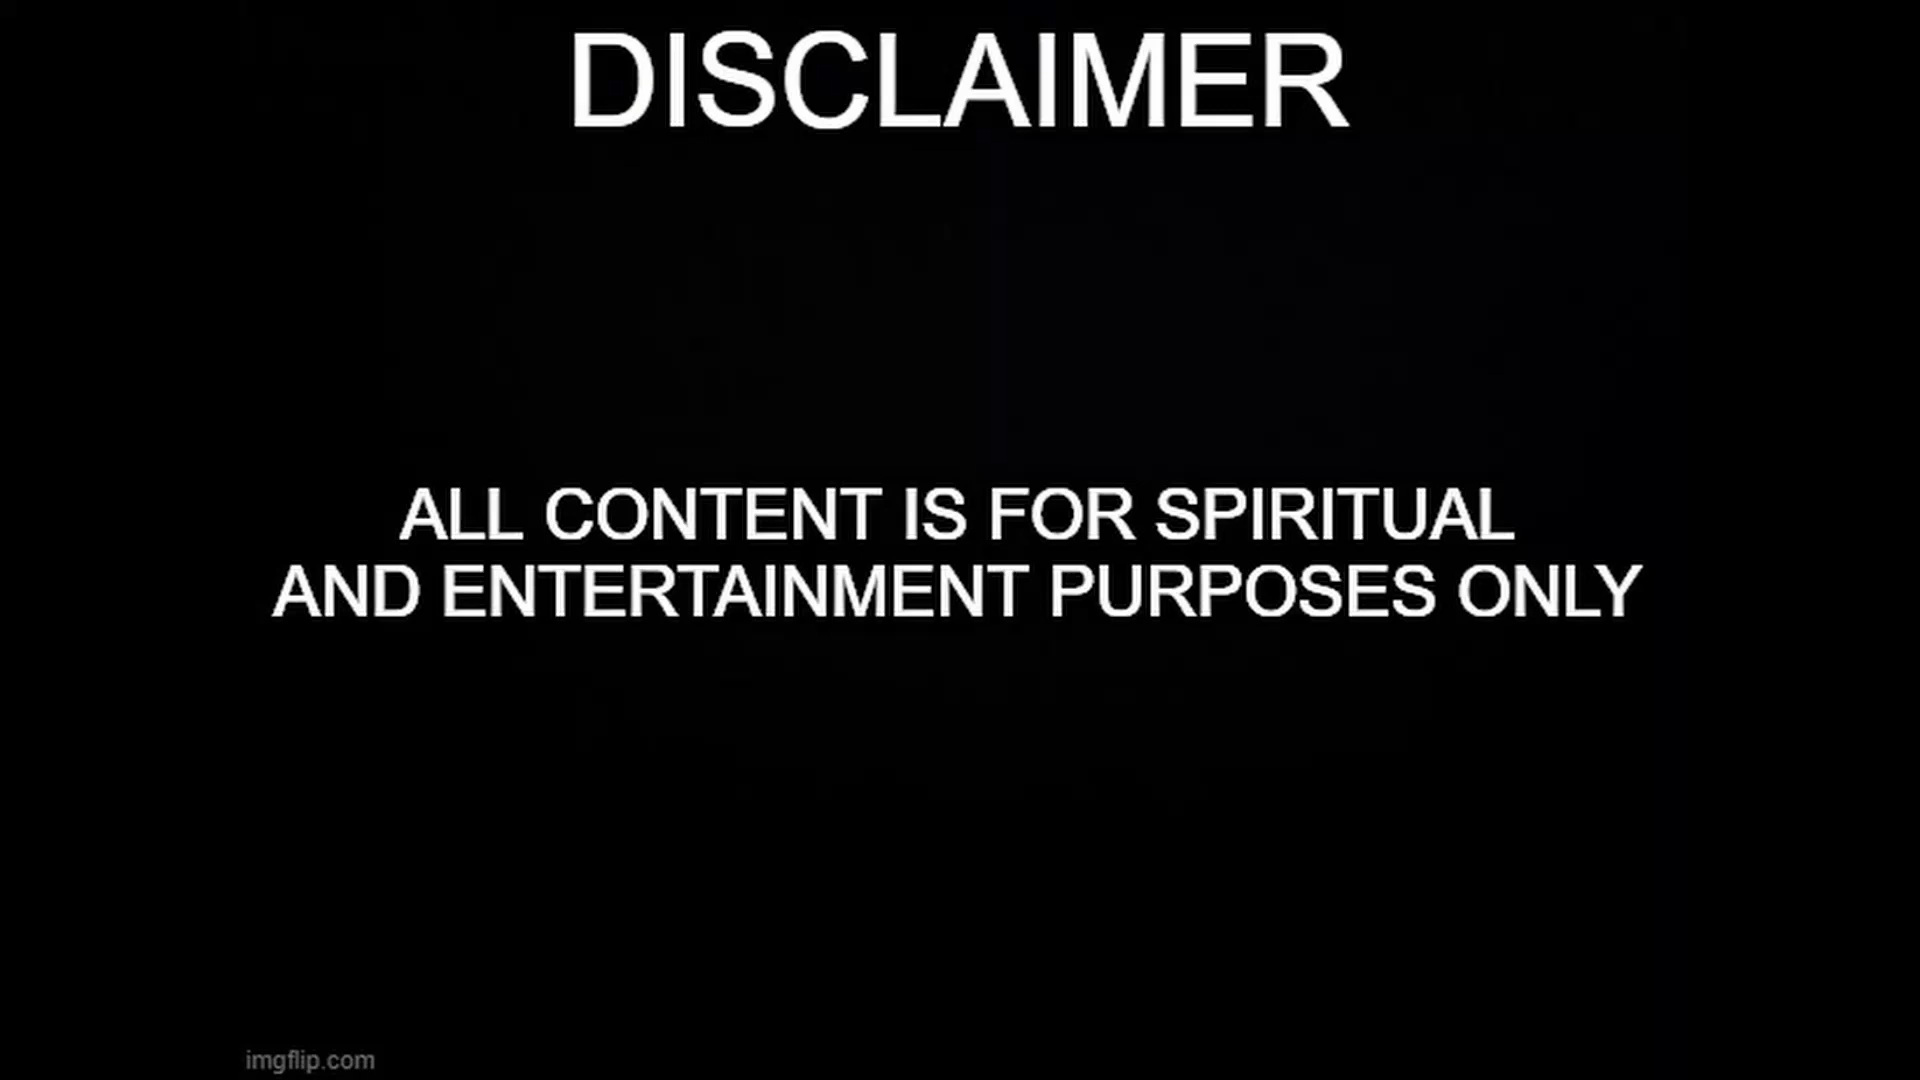 DISCLAIMER
ALL CONTENT IS FOR SPIRITUAL
AND ENTERTAINMENT PURPOSES ONLY
imgflip.com